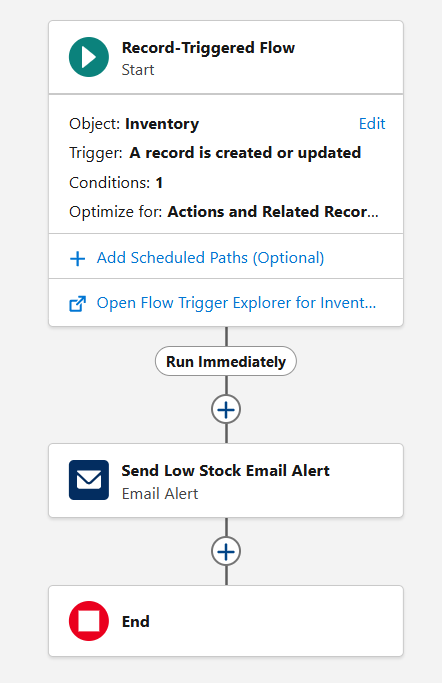 Record-Triggered Flow
Start
Object: Inventory Edit
Trigger: A record is created or updated
Conditions: 1
Optimize for: Actions and Related Recor...
Add Scheduled Paths (Optional)
Open Flow Trigger Explorer for Invent...
Run Immediately
Send Low Stock Email Alert
Email Alert
End